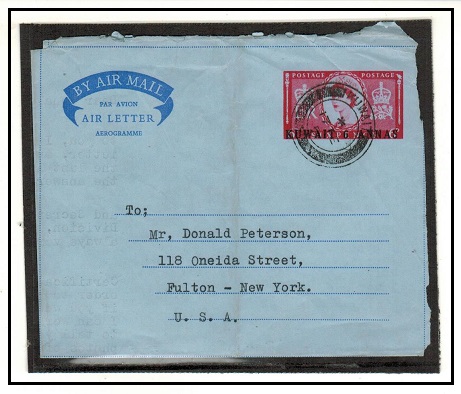 BY AIR MAIL
PAR AVION
AIR LETTER
AEROGRAMME
POSTAGE POSTAGE
KUWAIT 6 ANNAS
To;
Mr, Donald Peterson,
118 Oneida Street,
Fulton - New York.
U. S. A.